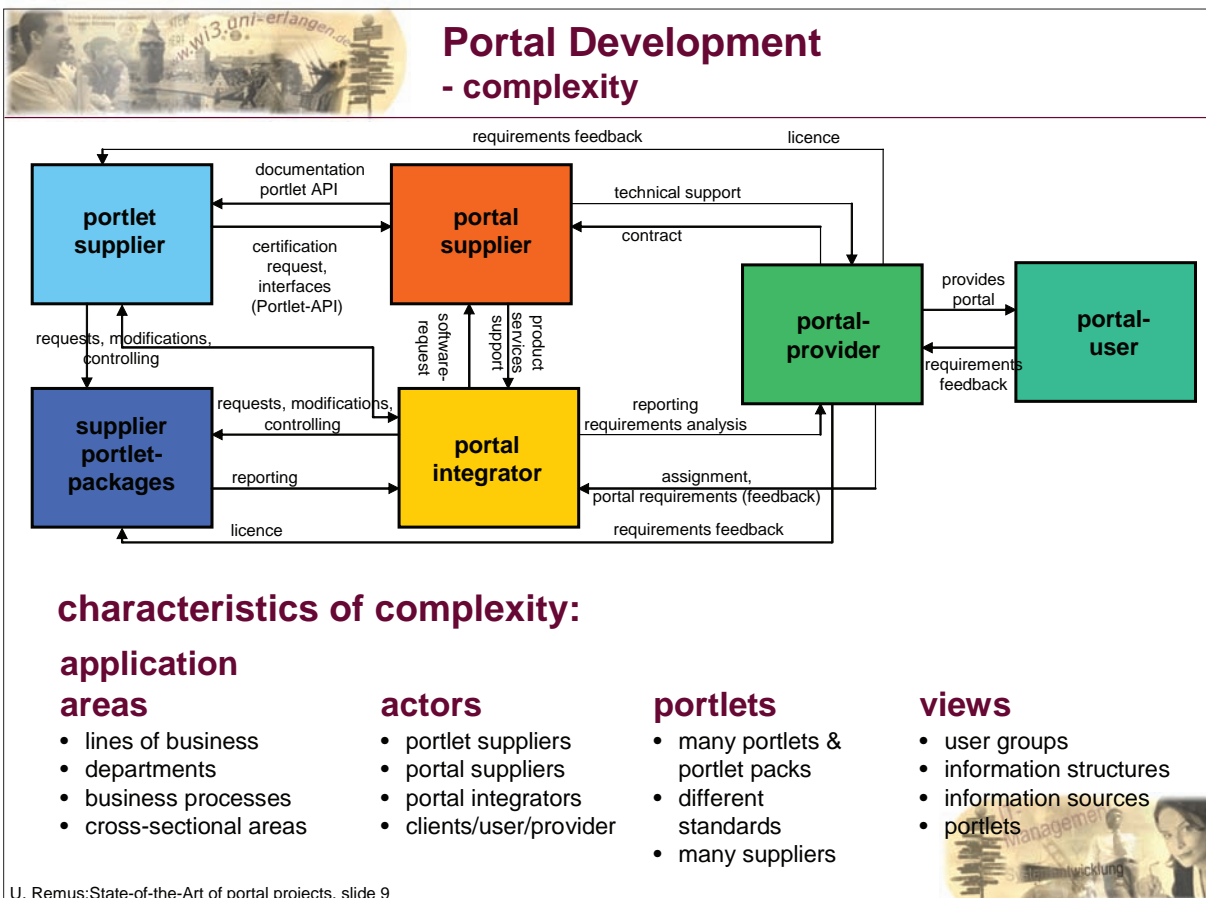 www.wi3.uni-erlangen.de
Portal Development
- complexity
requirements feedback
licence
documentation
portlet API
technical support
contract
portlet
supplier
portal
supplier
certification
request,
interfaces
(Portlet-API)
provides
portal
portal-
provider
portal-
user
requirements
feedback
requests, modifications,
controlling
software-
request
product
services
support
supplier
portlet-
packages
requests, modifications,
controlling
reporting
portal
integrator
reporting
requirements analysis
assignment,
portal requirements (feedback)
licence
requirements feedback
characteristics of complexity:
application
areas
• lines of business
• departments
• business processes
• cross-sectional areas
actors
• portlet suppliers
• portal suppliers
• portal integrators
• clients/user/provider
portlets
• many portlets &
portlet packs
• different
standards
• many suppliers
views
• user groups
• information structures
• information sources
• portlets
U. Remus:State-of-the-Art of portal projects, slide 9